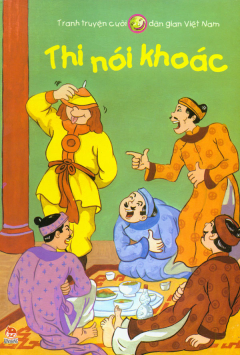 Tranh truyện cười dân gian Việt Nam
Thi nói khoác